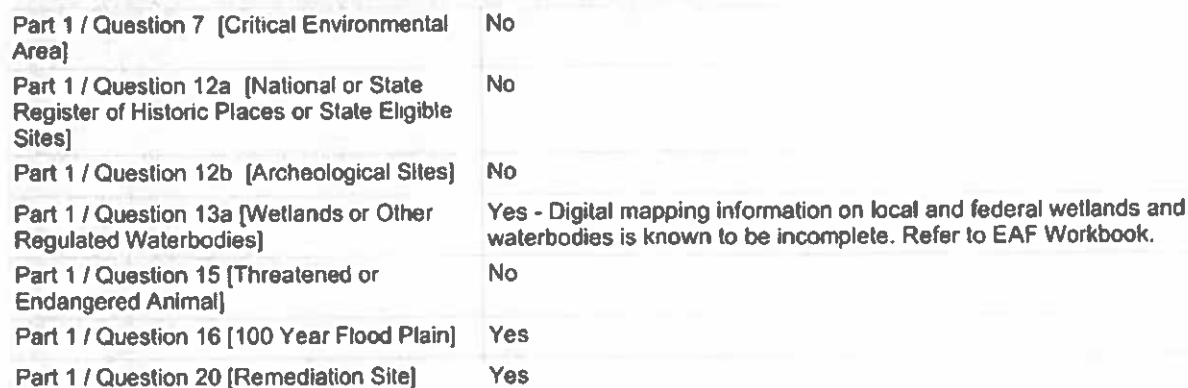 Part 1 / Question 7 [Critical Environmental Area] No
Part 1 / Question 12a [National or State Register of Historic Places or State Eligible Sites] No
Part 1 / Question 12b [Archeological Sites] No
Part 1 / Question 13a [Wetlands or Other Regulated Waterbodies] Yes - Digital mapping information on local and federal wetlands and waterbodies is known to be incomplete. Refer to EAF Workbook.
Part 1 / Question 15 [Threatened or Endangered Animal] No
Part 1 / Question 16 [100 Year Flood Plain] Yes
Part 1 / Question 20 [Remediation Site] Yes